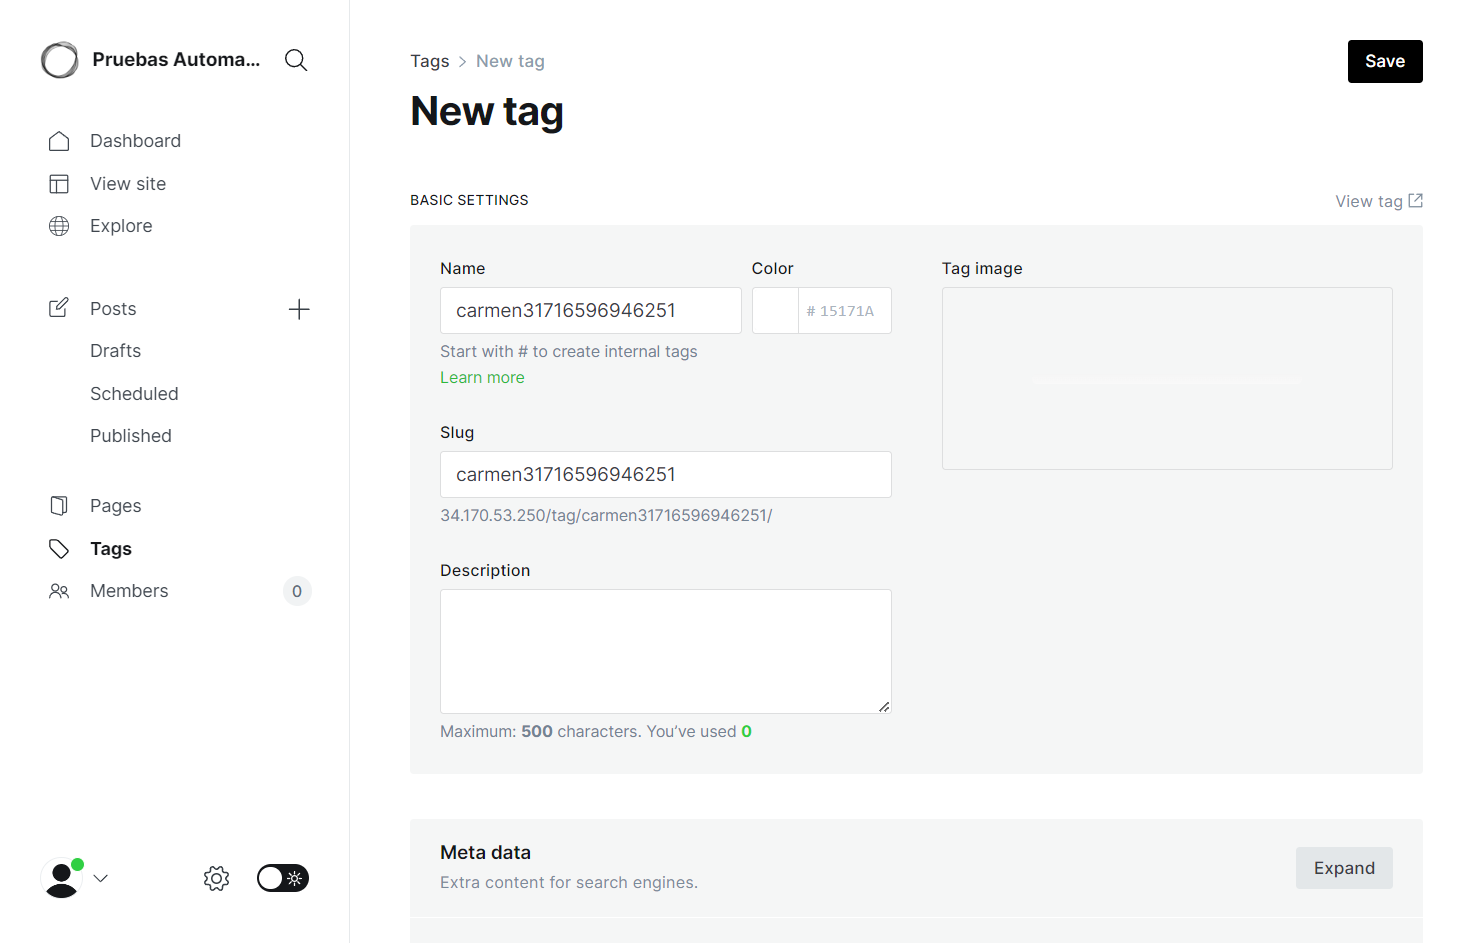 Pruebas Automa...
Dashboard
View site
Explore
Posts
Drafts
Scheduled
Published
Pages
Tags
Members 0
Tags > New tag
Save
New tag
BASIC SETTINGS
View tag
Name
carmen31716596946251
Start with # to create internal tags
Learn more
Color
# 15171A
Slug
carmen31716596946251
34.170.53.250/tag/carmen31716596946251/
Description
Maximum: 500 characters. You’ve used 0
Tag image
Meta data
Extra content for search engines.
Expand